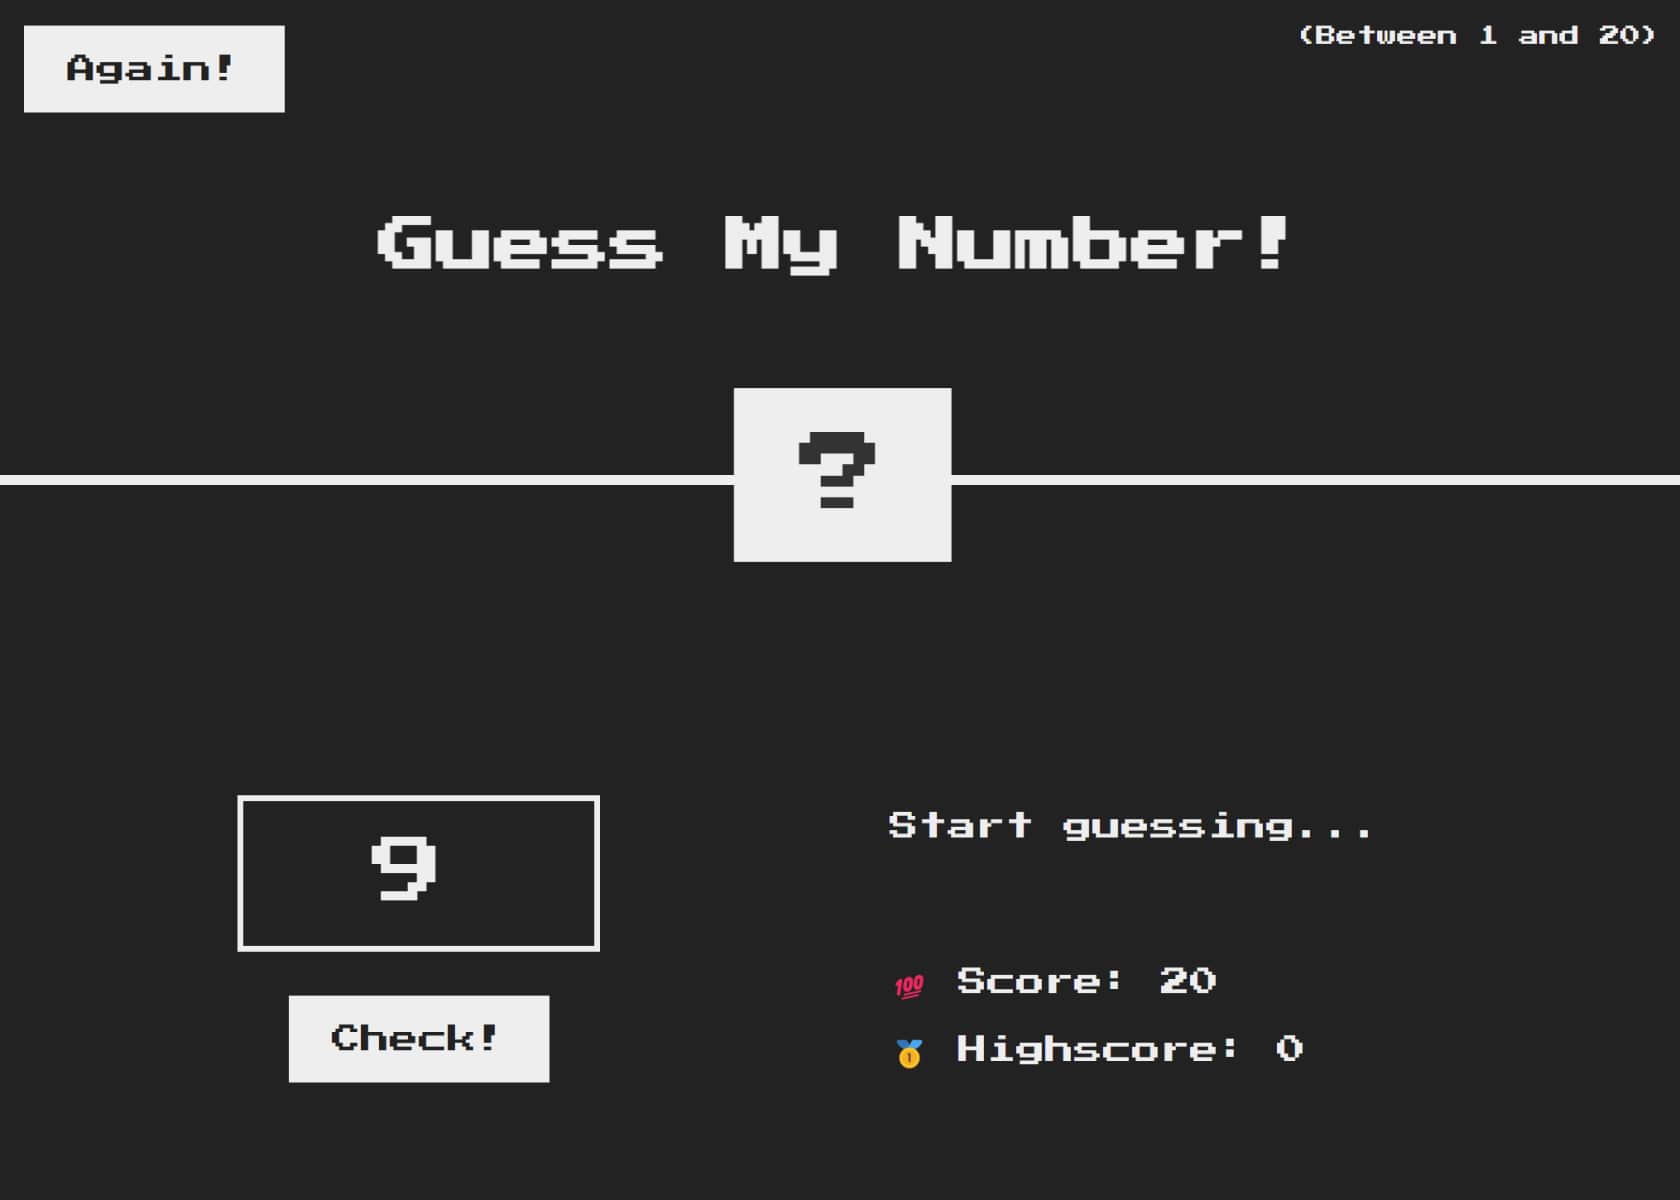 Again!
(Between 1 and 20)
Guess My Number!
?
9
Start guessing...
Check!
💯 Score: 20
🥇 Highscore: 0